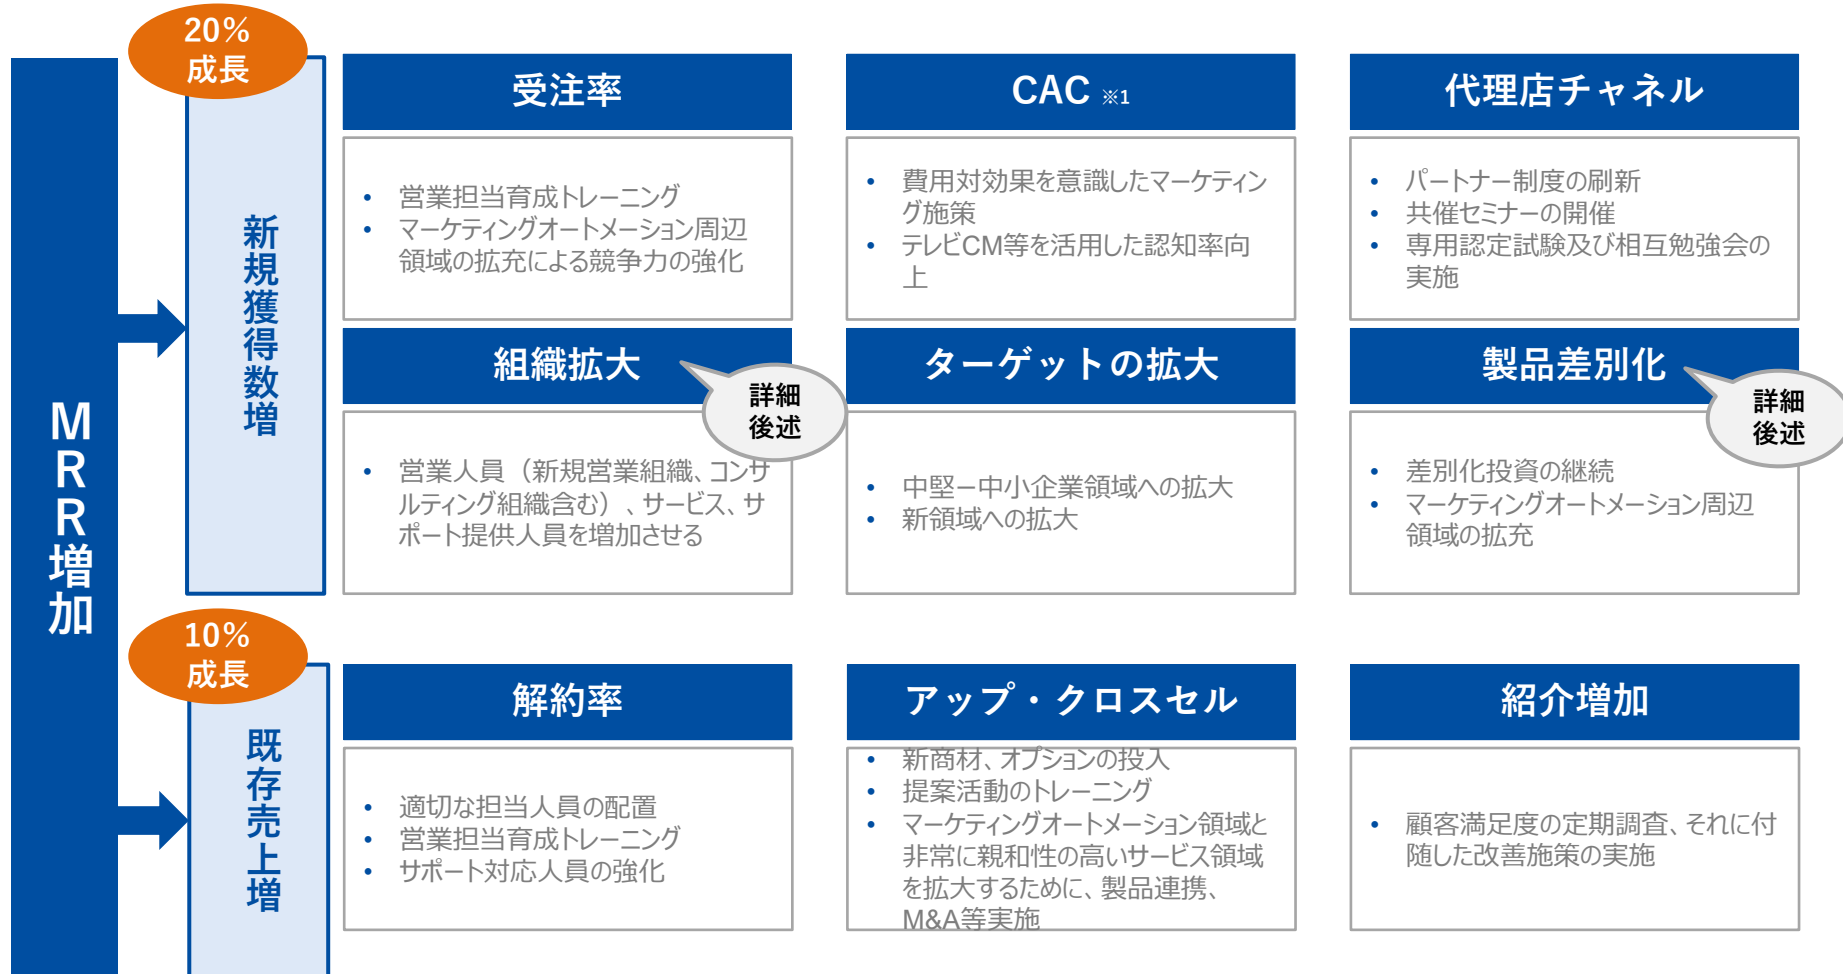 MRR増加
20%
成長
新規獲得数増
受注率
• 営業担当育成トレーニング
• マーケティングオートメーション周辺
領域の拡充による競争力の強化
CAC ※1
• 費用対効果を意識したマーケティン
グ施策
• テレビCM等を活用した認知率向
上
代理店チャネル
• パートナー制度の刷新
• 共催セミナーの開催
• 専用認定試験及び相互勉強会の
実施
組織拡大
詳細
後述
• 営業人員（新規営業組織、コンサ
ルティング組織含む）、サービス、サ
ポート提供人員を増加させる
ターゲットの拡大
• 中堅ー中小企業領域への拡大
• 新領域への拡大
製品差別化
詳細
後述
• 差別化投資の継続
• マーケティングオートメーション周辺
領域の拡充
10%
成長
既存売上増
解約率
• 適切な担当人員の配置
• 営業担当育成トレーニング
• サポート対応人員の強化
アップ・クロスセル
• 新商材、オプションの投入
• 提案活動のトレーニング
• マーケティングオートメーション領域と
非常に親和性の高いサービス領域
を拡大するために、製品連携、
M&A等実施
紹介増加
• 顧客満足度の定期調査、それに付
随した改善施策の実施